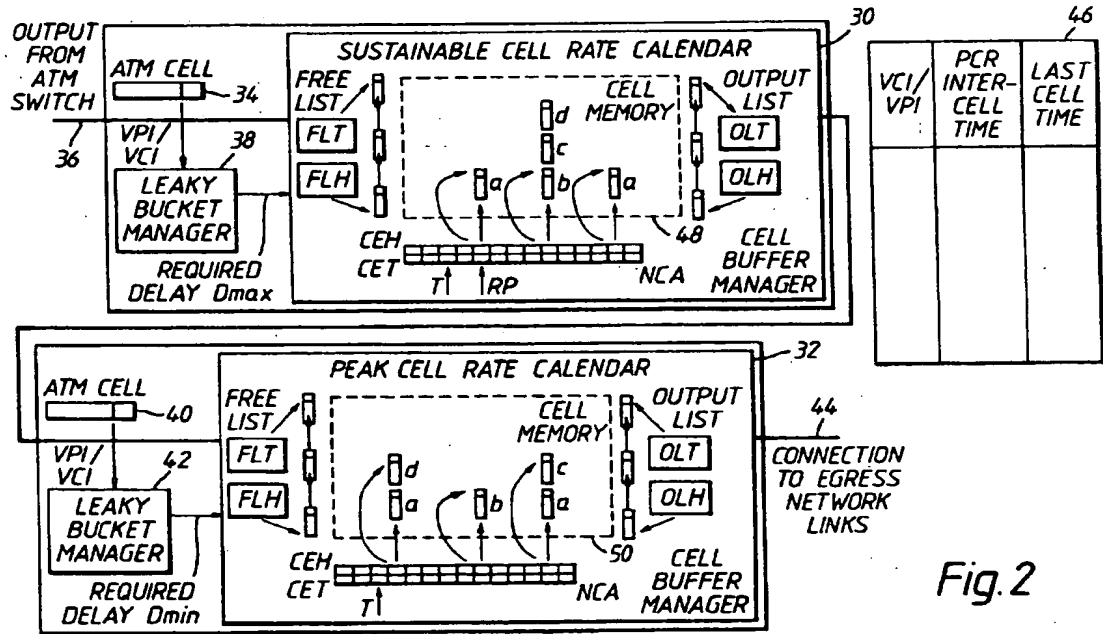 OUTPUT
FROM
ATM
SWITCH
36
ATM CELL
34
VPI/
VCI
38
LEAKY
BUCKET
MANAGER
REQUIRED
DELAY Dmax
30
SUSTAINABLE CELL RATE CALENDAR
FREE
LIST
FLT
FLH
CELL
MEMORY
d
c
a
b
a
48
OUTPUT
LIST
OLT
OLH
CEH
CET
NCA
T
RP
CELL
BUFFER
MANAGER
46
VCI/
VPI
PCR
INTER-
CELL
TIME
LAST
CELL
TIME
32
PEAK CELL RATE CALENDAR
ATM CELL
40
VPI/
VCI
42
LEAKY
BUCKET
MANAGER
REQUIRED
DELAY Dmin
FREE
LIST
FLT
FLH
CELL
MEMORY
d
a
b
c
a
50
OUTPUT
LIST
OLT
OLH
CEH
CET
NCA
T
CELL
BUFFER
MANAGER
44
CONNECTION
TO EGRESS
NETWORK
LINKS
Fig.2